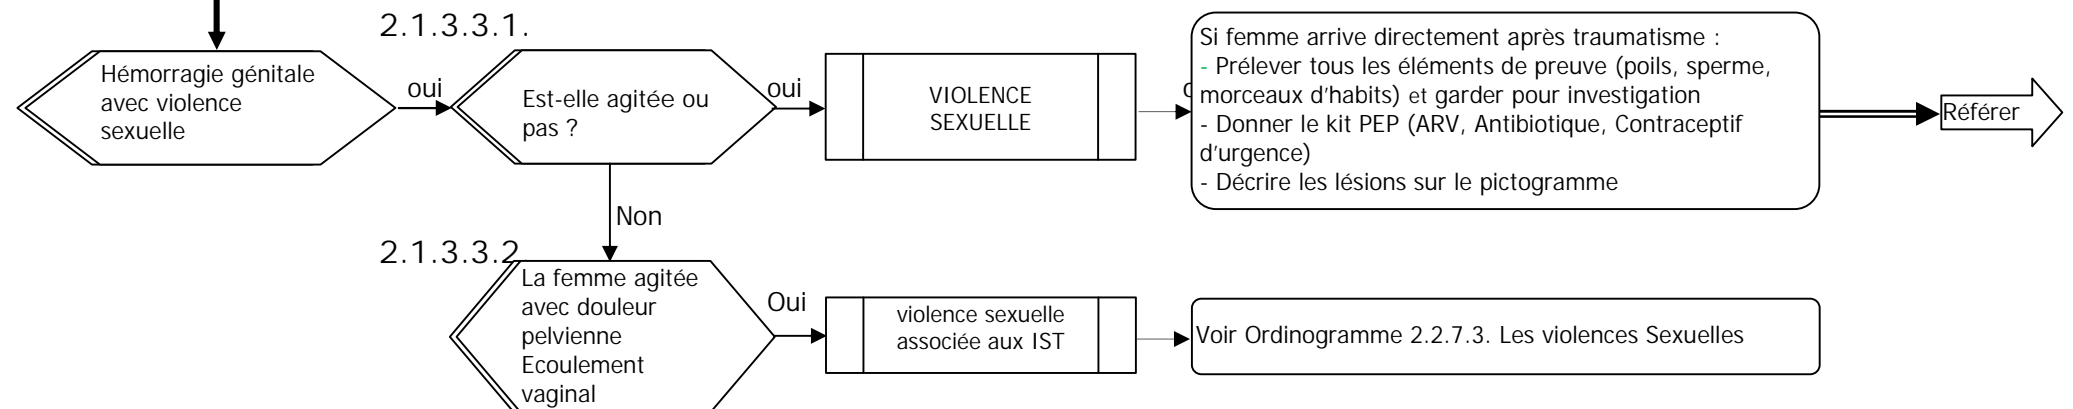 2.1.3.3.1.
Hémorragie génitale
avec violence
sexuelle
oui
Est-elle agitée ou
pas ?
oui
VIOLENCE
SEXUELLE
Si femme arrive directement après traumatisme :
- Prélever tous les éléments de preuve (poils, sperme,
morceaux d'habits) et garder pour investigation
- Donner le kit PEP (ARV, Antibiotique, Contraceptif
d'urgence)
- Décrire les lésions sur le pictogramme
Référer
Non
2.1.3.3.2
La femme agitée
avec douleur
pelvienne
Ecoulement
vaginal
Oui
violence sexuelle
associée aux IST
Voir Ordinogramme 2.2.7.3. Les violences Sexuelles